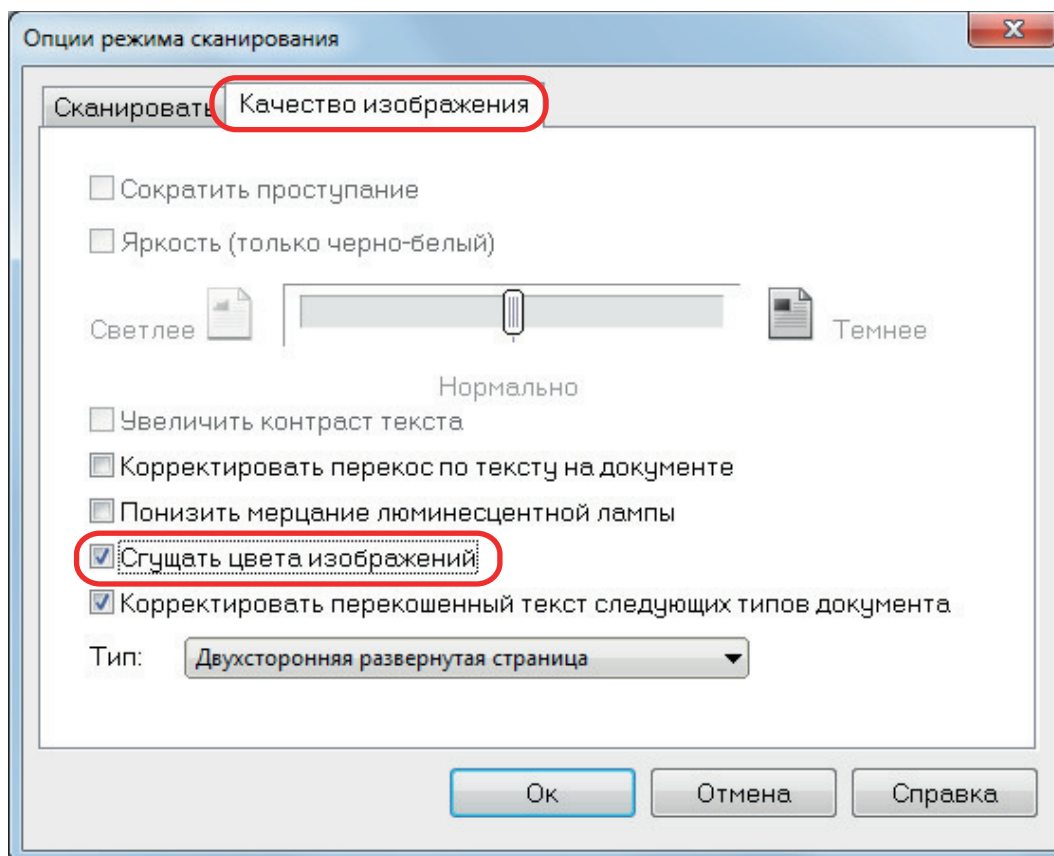 Опции режима сканирования
Сканировать Качество изображения
Сократить проступание
Яркость (только черно-белый)
Светлее Темнее
Нормально
Увеличить контраст текста
Корректировать перекос по тексту на документе
Понизить мерцание люминесцентной лампы
Сгущать цвета изображений
Корректировать перекошенный текст следующих типов документа
Тип: Двухсторонняя развернутая страница
Ок Отмена Справка